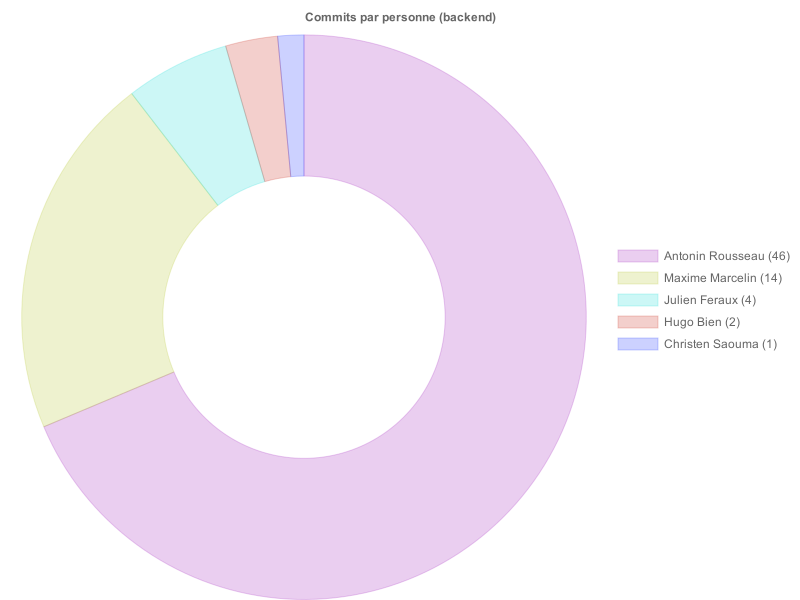 Commits par personne (backend)
Antonin Rousseau (46)
Maxime Marcelin (14)
Julien Feraux (4)
Hugo Bien (2)
Christen Saouma (1)